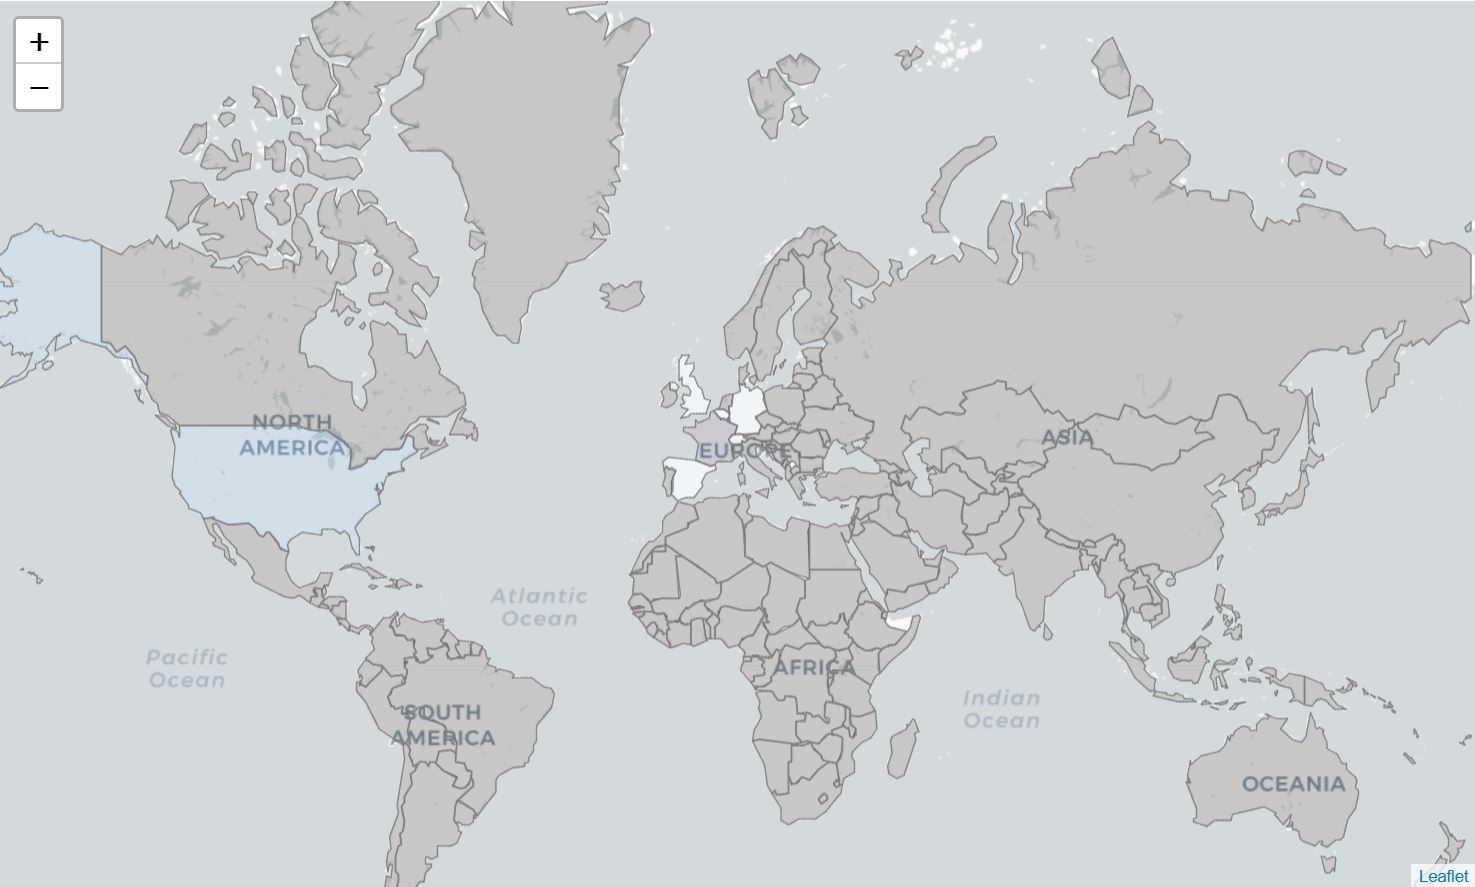 +
−
NORTH
AMERICA
EUROPE
ASIA
Atlantic
Ocean
Pacific
Ocean
AFRICA
Indian
Ocean
SOUTH
AMERICA
OCEANIA
Leaflet